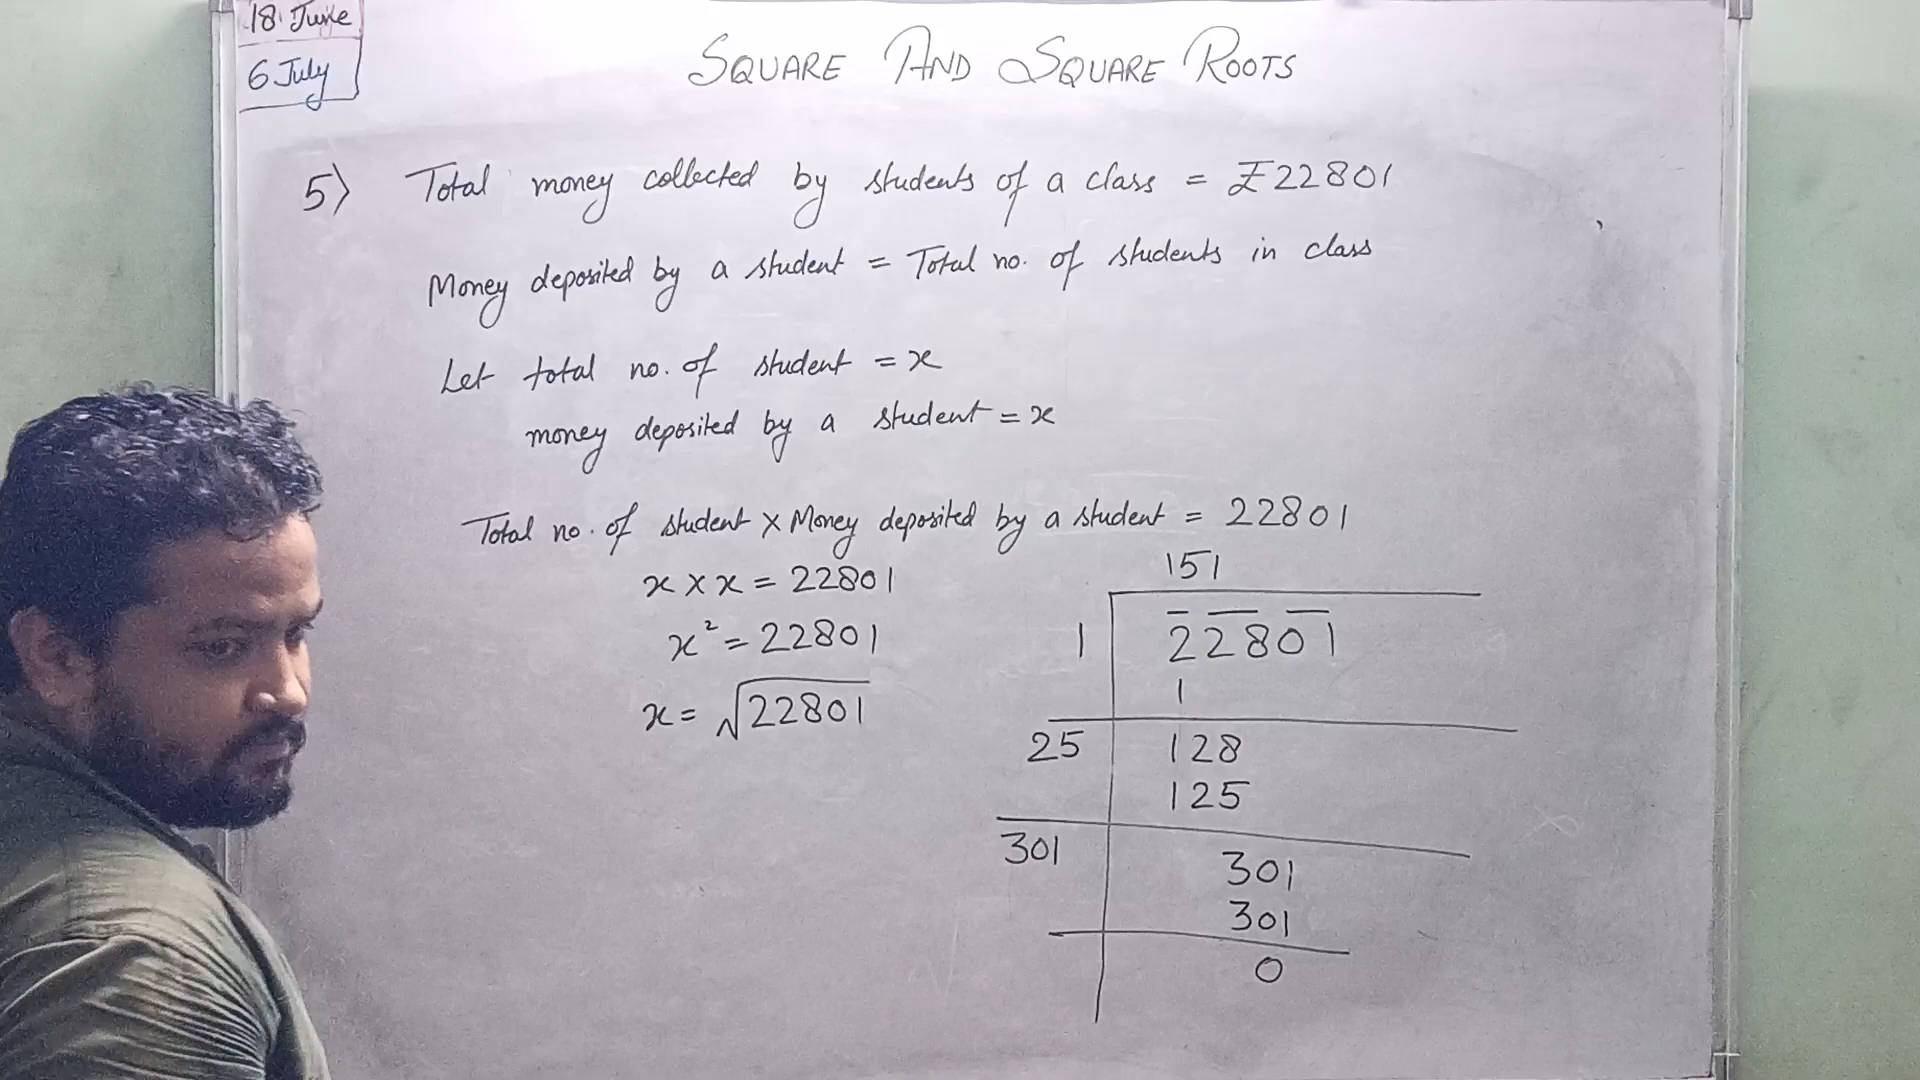 18 June
6 July
SQUARE AND SQUARE ROOTS
5) Total money collected by students of a class = ₹22801
Money deposited by a student = Total no. of students in class
Let total no. of student = x
money deposited by a student = x
Total no. of student x Money deposited by a student = 22801
x × x = 22801
x² = 22801
x = √22801
151
1 22801
1
25 128
125
301 301
301
0